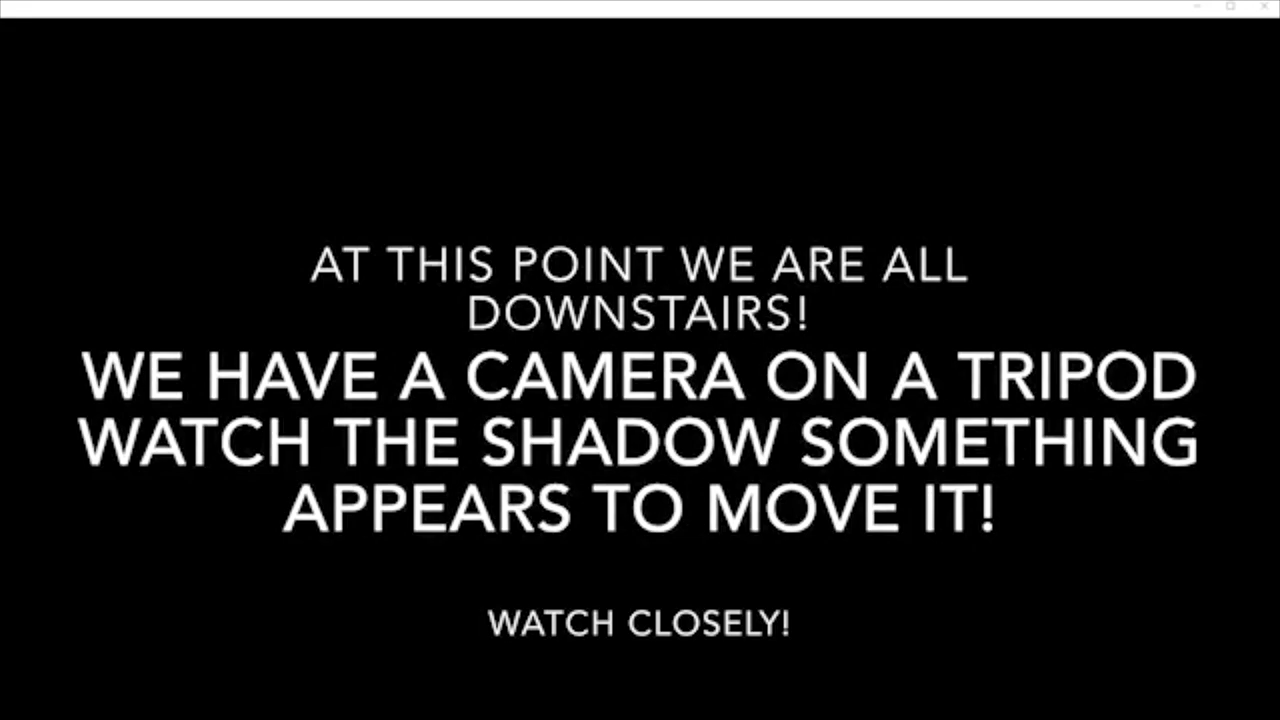 AT THIS POINT WE ARE ALL
DOWNSTAIRS!
WE HAVE A CAMERA ON A TRIPOD
WATCH THE SHADOW SOMETHING
APPEARS TO MOVE IT!
WATCH CLOSELY!